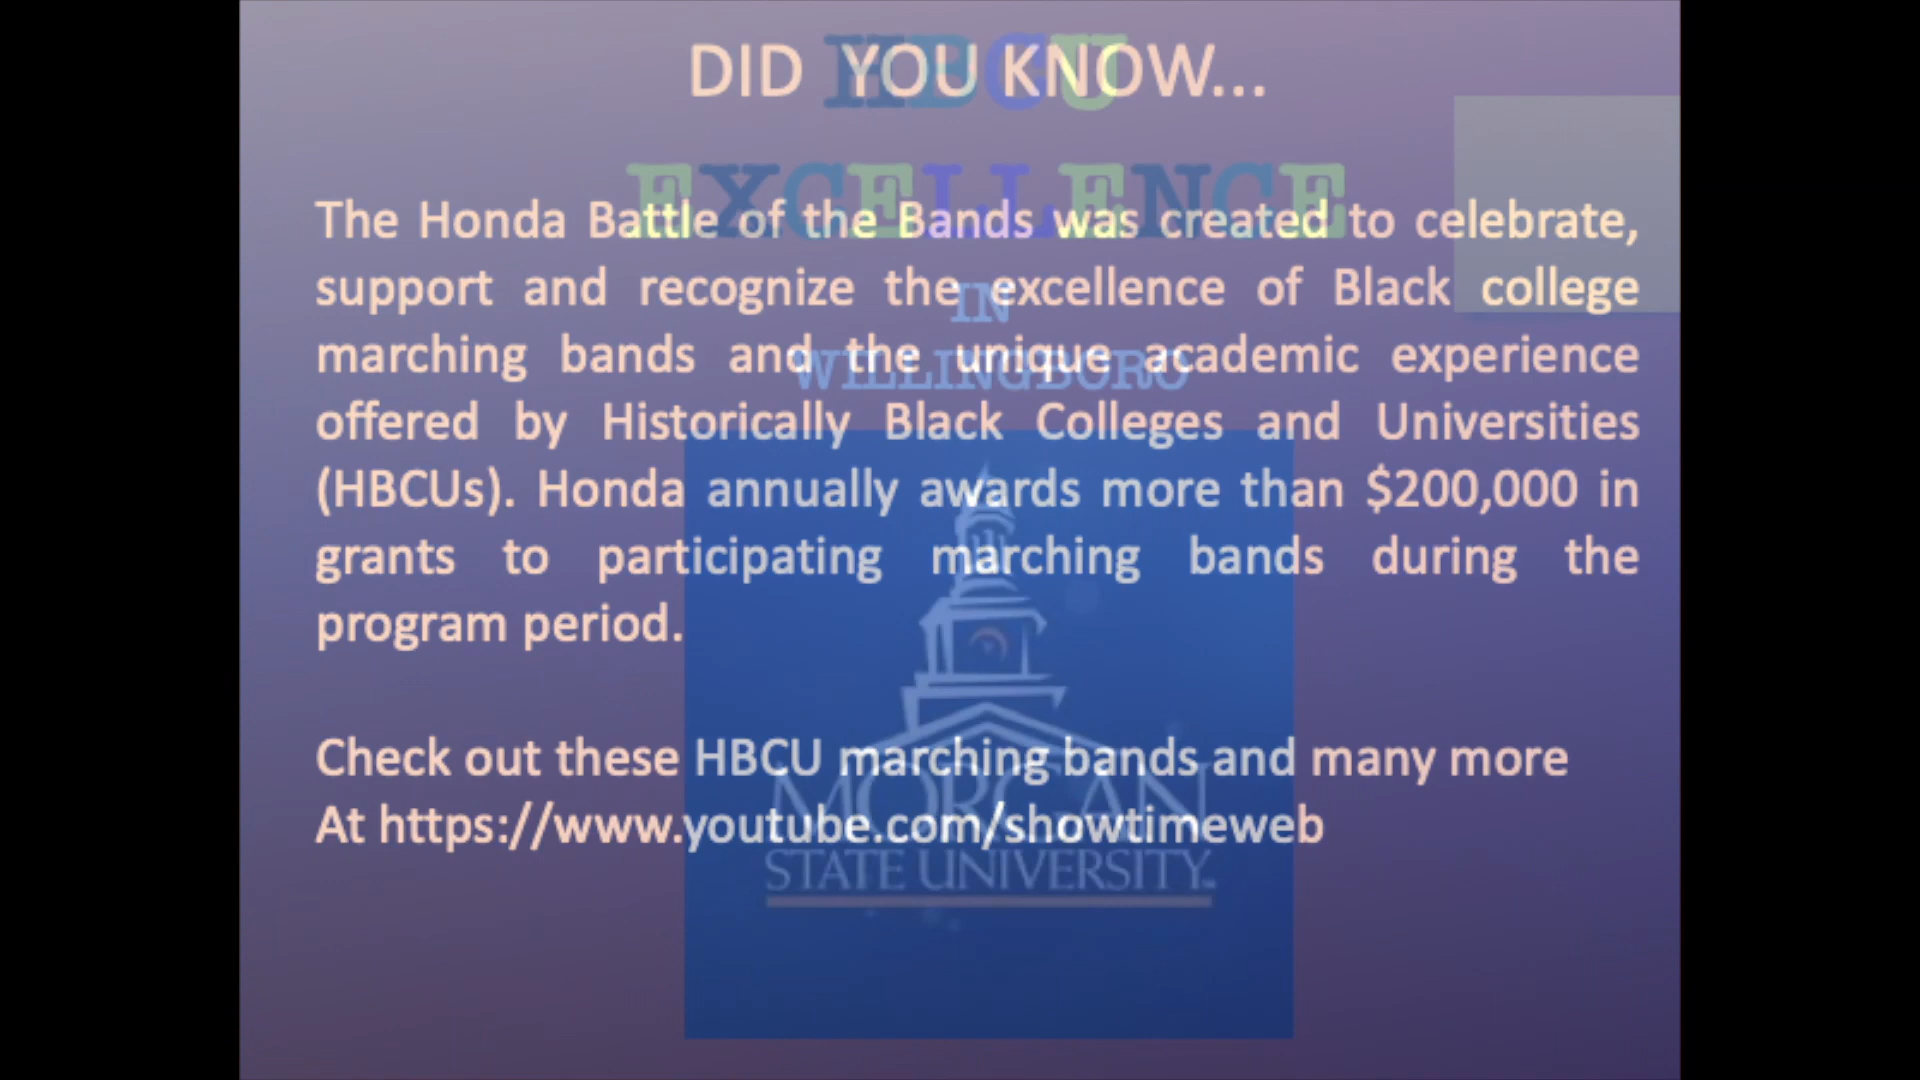 DID YOU KNOW...
HBCU
EXCELLENCE
IN
WILLINGBORO
The Honda Battle of the Bands was created to celebrate,
support and recognize the excellence of Black college
marching bands and the unique academic experience
offered by Historically Black Colleges and Universities
(HBCUs). Honda annually awards more than $200,000 in
grants to participating marching bands during the
program period.
Check out these HBCU marching bands and many more
At https://www.youtube.com/showtimeweb
MORGAN
STATE UNIVERSITY